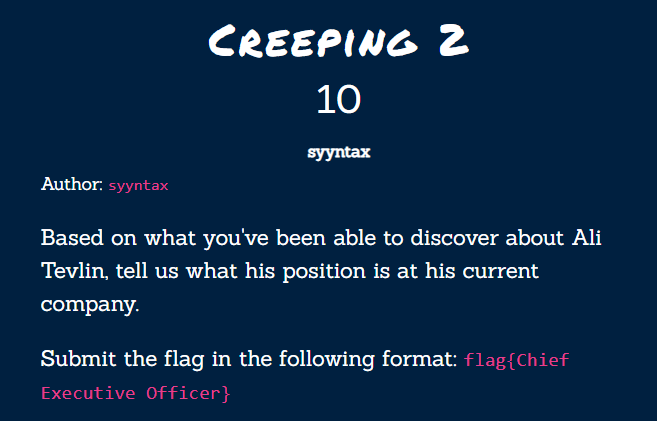 Creeping 2
10
syyntax
Author: syyntax
Based on what you've been able to discover about Ali
Tevlin, tell us what his position is at his current
company.
Submit the flag in the following format: flag{Chief
Executive Officer}